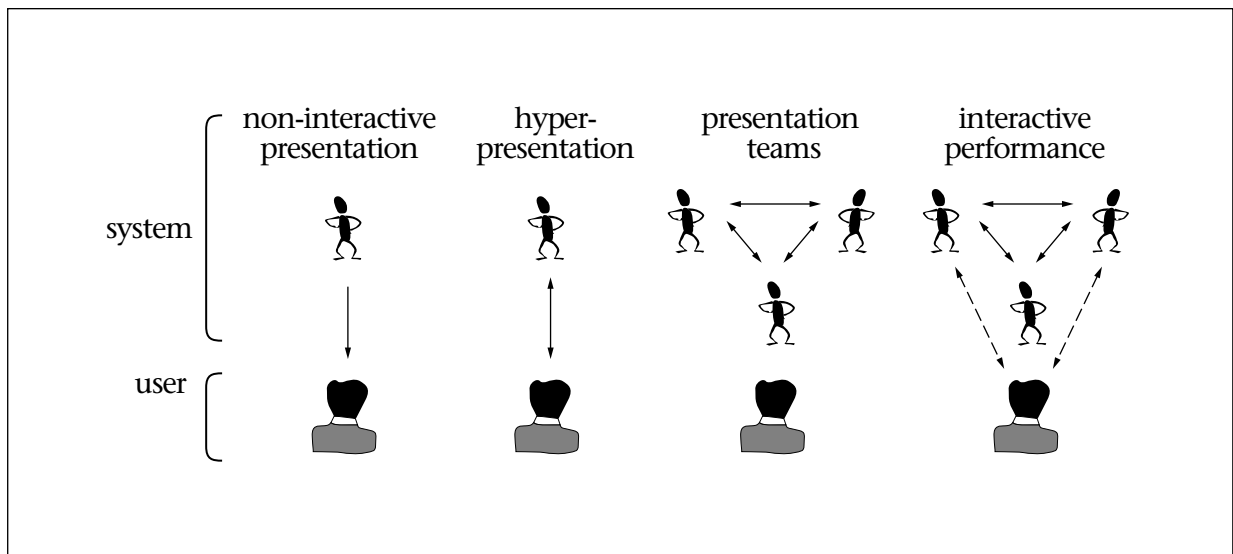 non-interactive
presentation
hyper-
presentation
presentation
teams
interactive
performance
system
user